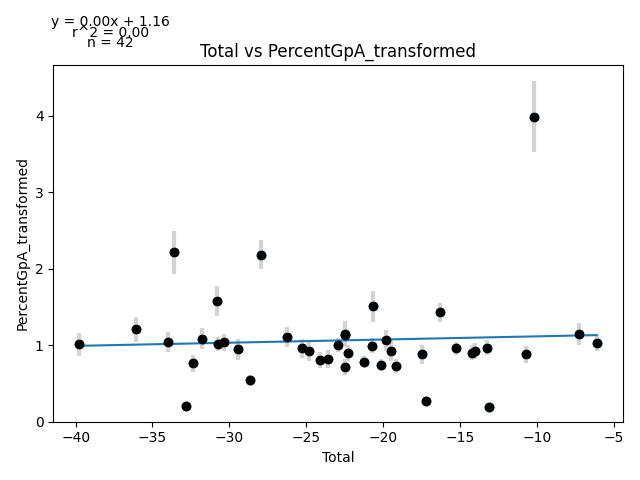 y = 0.00x + 1.16
r^2 = 0.00
n = 42
Total vs PercentGpA_transformed
PercentGpA_transformed
4
3
2
1
0
−40 −35 −30 −25 −20 −15 −10 −5
Total